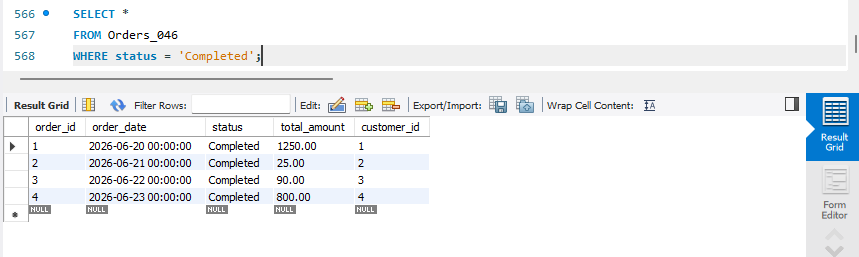 566 SELECT *
567 FROM Orders_046
568 WHERE status = 'Completed';
Result Grid Filter Rows: Edit: Export/Import: Wrap Cell Content:
order_id order_date status total_amount customer_id
1 2026-06-20 00:00:00 Completed 1250.00 1
2 2026-06-21 00:00:00 Completed 25.00 2
3 2026-06-22 00:00:00 Completed 90.00 3
4 2026-06-23 00:00:00 Completed 800.00 4
NULL NULL NULL NULL NULL
Result
Grid
Form
Editor